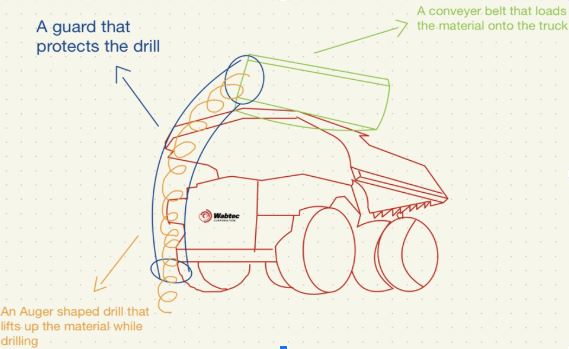 A guard that
protects the drill
A conveyer belt that loads
the material onto the truck
Wabtec
CORPORATION
An Auger shaped drill that
lifts up the material while
drilling